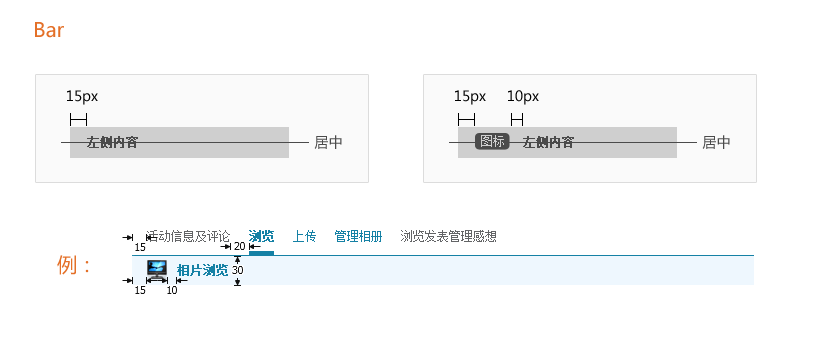 Bar
15px
左侧内容 居中
15px 10px
图标 左侧内容 居中
活动信息及评论 浏览 上传 管理相册 浏览发表管理感想
15 20
例： 相片浏览 30
15 10